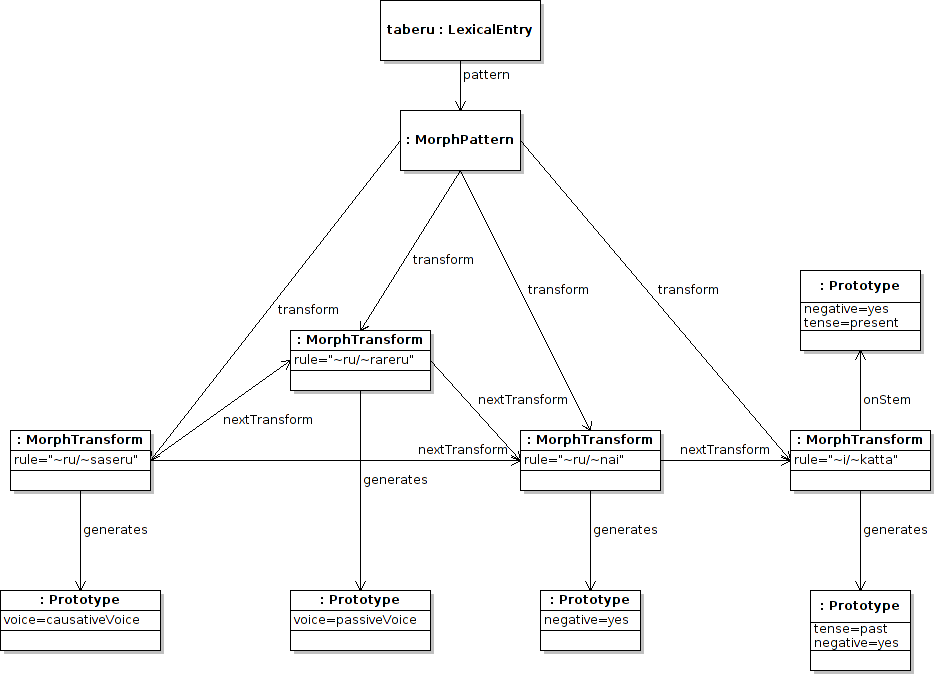 taberu : LexicalEntry
pattern
: MorphPattern
transform
transform
transform
transform
: Prototype
negative=yes
tense=present
: MorphTransform
rule="~ru/~rareru"
onStem
nextTransform
nextTransform
: MorphTransform
rule="~ru/~saseru"
nextTransform
: MorphTransform
rule="~ru/~nai"
nextTransform
: MorphTransform
rule="~i/~katta"
generates
generates
generates
generates
: Prototype
voice=causativeVoice
: Prototype
voice=passiveVoice
: Prototype
negative=yes
: Prototype
tense=past
negative=yes